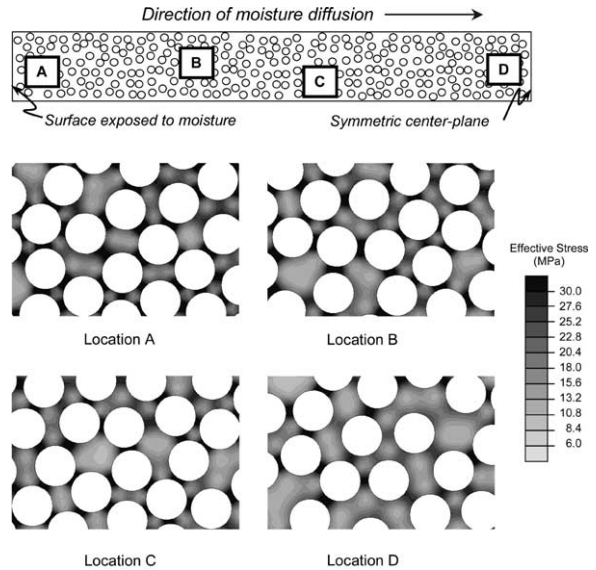 Direction of moisture diffusion
A
B
C
D
Surface exposed to moisture
Symmetric center-plane
Location A
Location B
Effective Stress
(MPa)
30.0
27.6
25.2
22.8
20.4
18.0
15.6
13.2
10.8
8.4
6.0
Location C
Location D